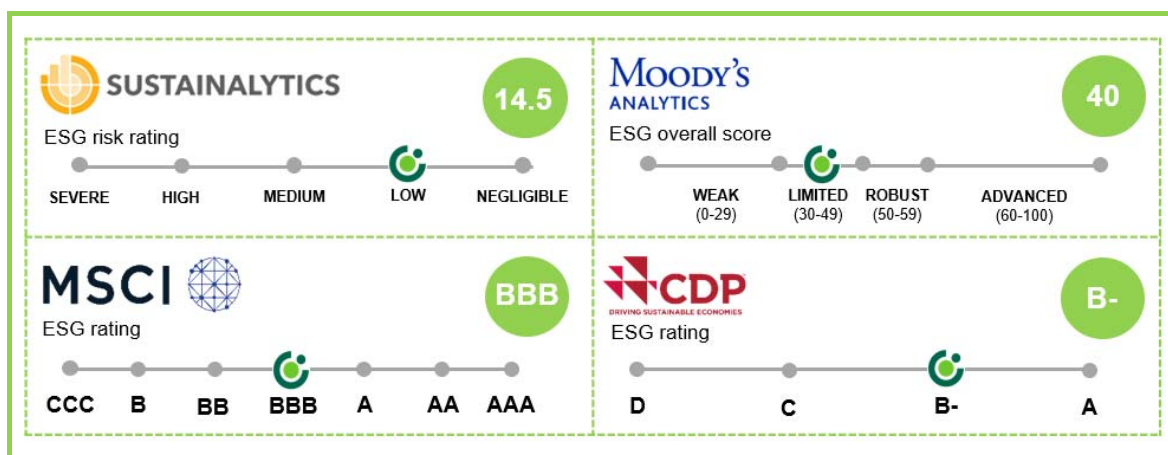 SUSTAINALYTICS
14.5
ESG risk rating
SEVERE HIGH MEDIUM LOW NEGLIGIBLE
MOODY'S
ANALYTICS
40
ESG overall score
WEAK LIMITED ROBUST ADVANCED
(0-29) (30-49) (50-59) (60-100)
MSCI
BBB
ESG rating
CCC B BB BBB A AA AAA
CDP
DRIVING SUSTAINABLE ECONOMIES
B-
ESG rating
D C B- A